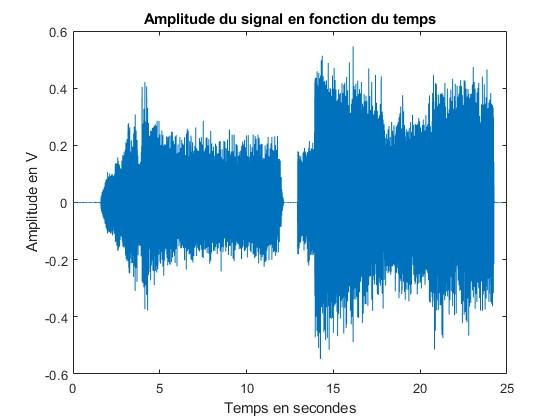 Amplitude du signal en fonction du temps
0.6
0.4
0.2
0
-0.2
-0.4
-0.6
Amplitude en V
0 5 10 15 20 25
Temps en secondes